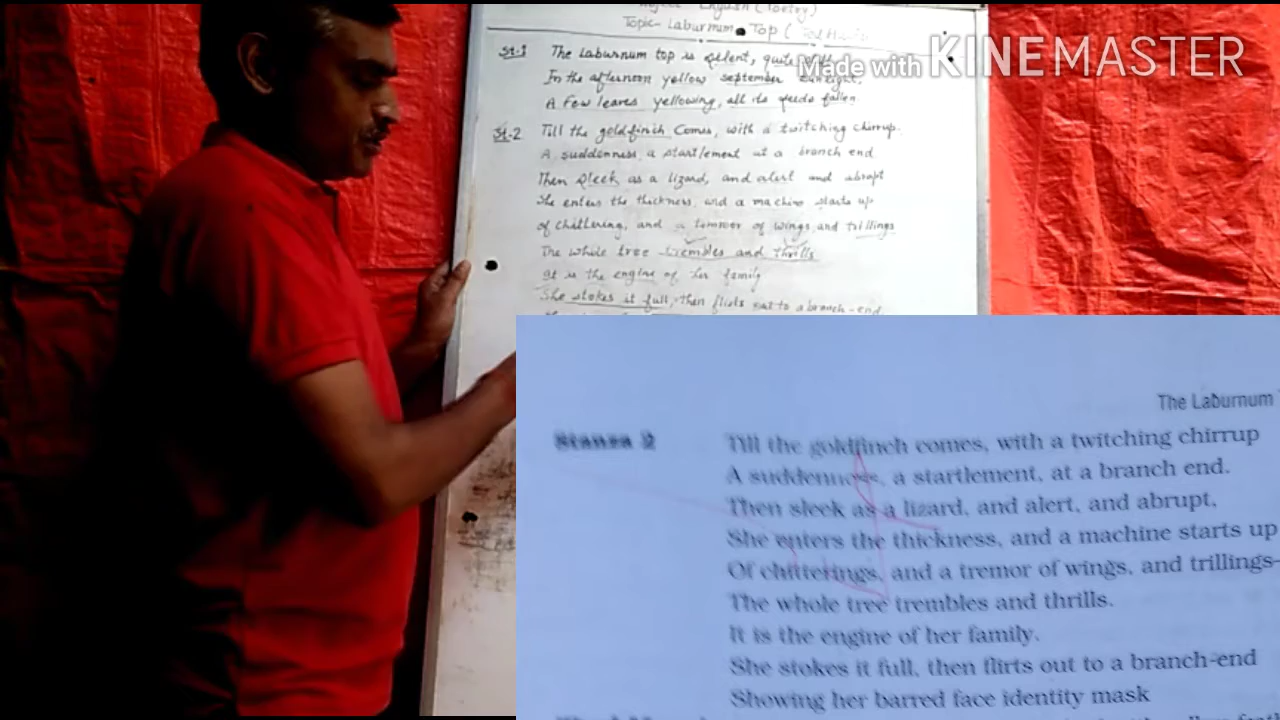 Subject - English (Poetry)
Topic- Laburnum Top (Ted
Made with KINEMASTER
St-1 The Laburnum top is silent, quite still
In the afternoon yellow september sunlight,
A Few leaves yellowing, all its seeds fallen
St-2 Till the goldfinch Comes, with a twitching chirrup.
A suddenness, a startlement at a branch end
Then sleek as a lizard, and alert and abrupt
She enters the thickness, and a machine starts up
of chittering, and a tremor of wings, and trillings
The whole tree trembles and thrills
It is the engine of her family
She stokes it full, then flirts out to a branch-end
The Laburnum
Stanza 2 Till the goldfinch comes, with a twitching chirrup
A suddenness, a startlement, at a branch end.
Then sleek as a lizard, and alert, and abrupt,
She enters the thickness, and a machine starts up
Of chitterings, and a tremor of wings, and trillings-
The whole tree trembles and thrills.
It is the engine of her family.
She stokes it full, then flirts out to a branch-end
Showing her barred face identity mask